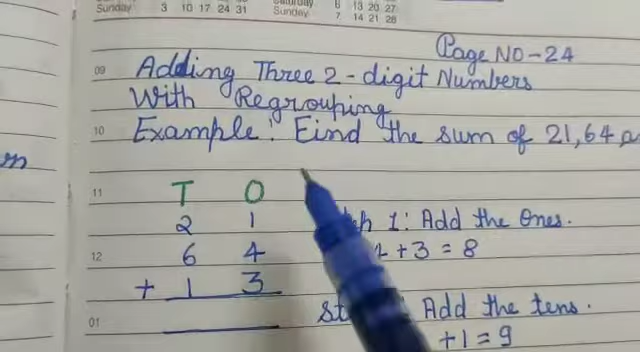 Sunday 3 10 17 24 31
Saturday 6 13 20 27
Sunday 7 14 21 28
Page NO-24
09 Adding Three 2-digit Numbers
With Regrouping
10 Example: Find the sum of 21,64
11 T O
2 1 1: Add the Ones.
12 6 4 +3 = 8
+ 1 3
Add the tens.
01
+1=9